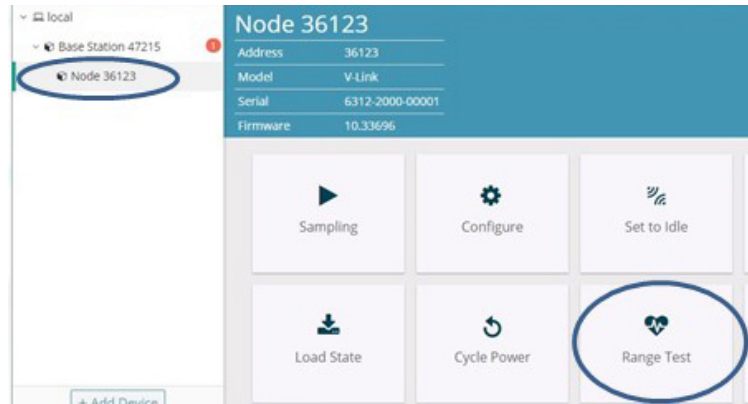 local
Base Station 47215
1
Node 36123
+ Add Device
Node 36123
Address 36123
Model V-Link
Serial 6312-2000-00001
Firmware 10.33696
Sampling
Configure
Set to Idle
Load State
Cycle Power
Range Test